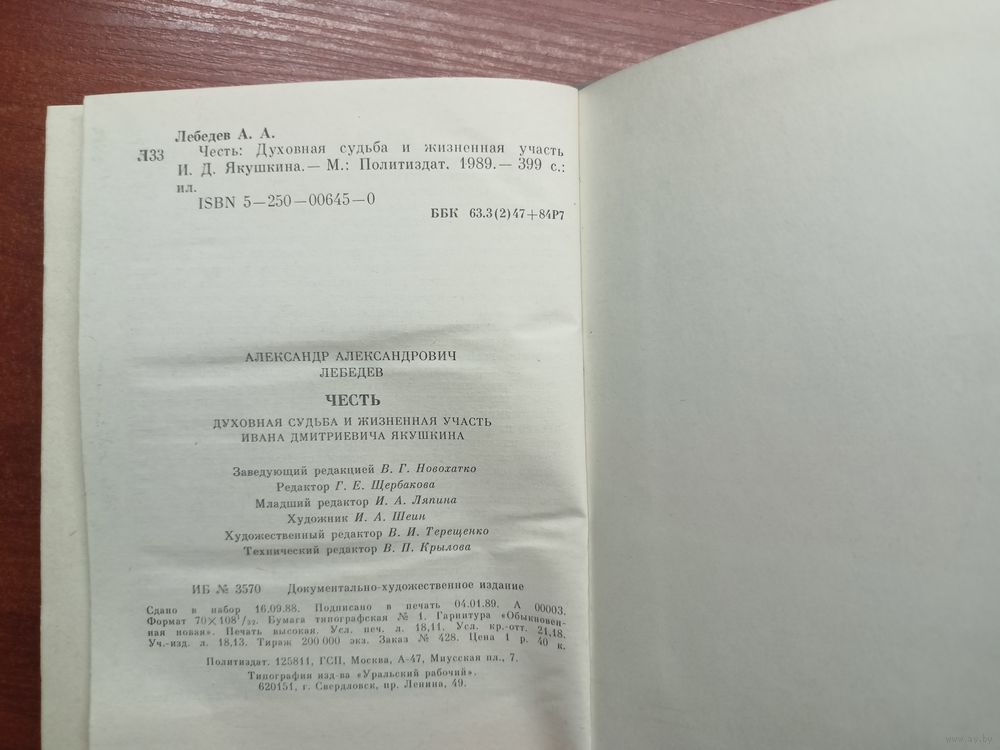 Лебедев А. А.
Л33 Честь: Духовная судьба и жизненная участь
И. Д. Якушкина.— М.: Политиздат, 1989.— 399 с.:
ил.
ISBN 5—250—00645—0
ББК 63.3(2)47+84Р7
АЛЕКСАНДР АЛЕКСАНДРОВИЧ
ЛЕБЕДЕВ
ЧЕСТЬ
ДУХОВНАЯ СУДЬБА И ЖИЗНЕННАЯ УЧАСТЬ
ИВАНА ДМИТРИЕВИЧА ЯКУШКИНА
Заведующий редакцией В. Г. Новохатко
Редактор Г. Е. Щербакова
Младший редактор И. А. Ляпина
Художник И. А. Шеин
Художественный редактор В. И. Терещенко
Технический редактор В. П. Крылова
ИБ № 3570 Документально-художественное издание
Сдано в набор 16.09.88. Подписано в печать 04.01.89. А 00003.
Формат 70×108¹/₃₂. Бумага типографская № 1. Гарнитура «Обыкновен-
ная новая». Печать высокая. Усл. печ. л. 18,11. Усл. кр.-отт. 21,18.
Уч.-изд. л. 18,13. Тираж 200 000 экз. Заказ № 428. Цена 1 р. 40 к.
Политиздат. 125811, ГСП, Москва, А-47, Миусская пл., 7.
Типография изд-ва «Уральский рабочий».
620151, г. Свердловск, пр. Ленина, 49.
www.av.by